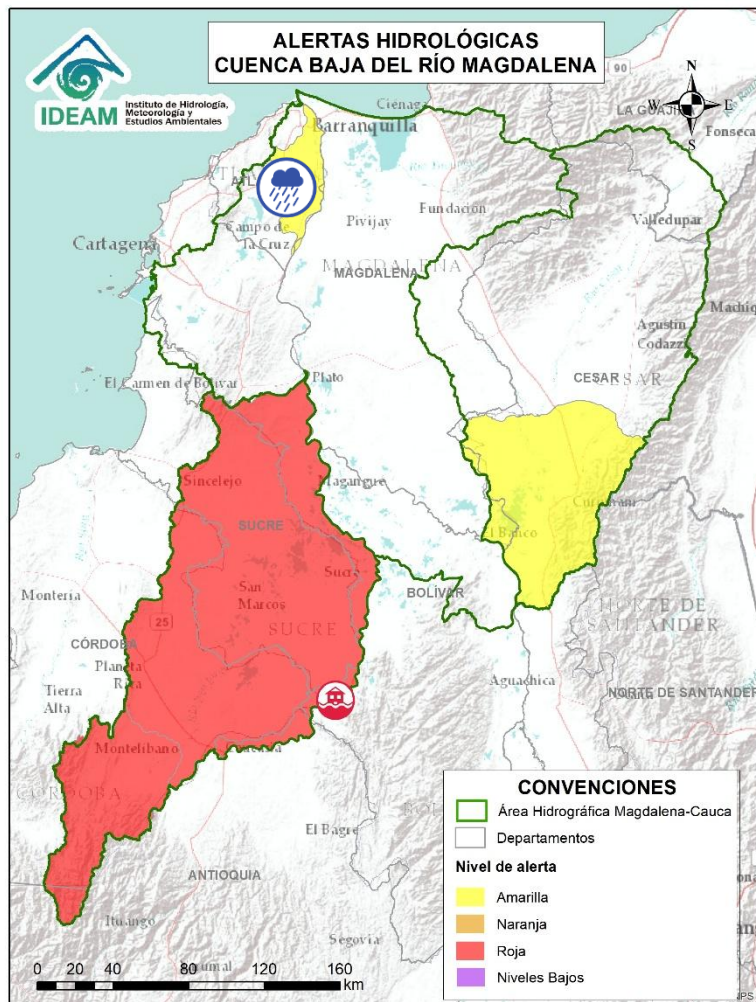 ALERTAS HIDROLÓGICAS
CUENCA BAJA DEL RÍO MAGDALENA
IDEAM
Instituto de Hidrología,
Meteorología y
Estudios Ambientales
N
W E
S
90
Ciénaga
LA GUAJI
Barranquilla
Fonseca
ATL
Fundación
Pivijay
Valledupar
Campo de
la Cruz
Cartagena
MAGDALENA
MAGDALENA
Agustín
Codazzi
CESAR
CESAR
El Carmen de Bolívar
Plato
Sincelejo
Magangué
SUCRE
El Banco
Sucre
San
Marcos
BOLÍVAR
Montería
25
SUCRE
NORTE DE
SANTANDER
CÓRDOBA
Planeta
Rica
Tierra
Alta
Aguachica
NORTE DE SANTANDER
Montelíbano
CÓRDOBA
El Bagre
ANTIOQUIA
Ituango
Segovia
CONVENCIONES
Área Hidrográfica Magdalena-Cauca
Departamentos
Nivel de alerta
Amarilla
Naranja
Roja
Niveles Bajos
0 20 40 80 120 160
km